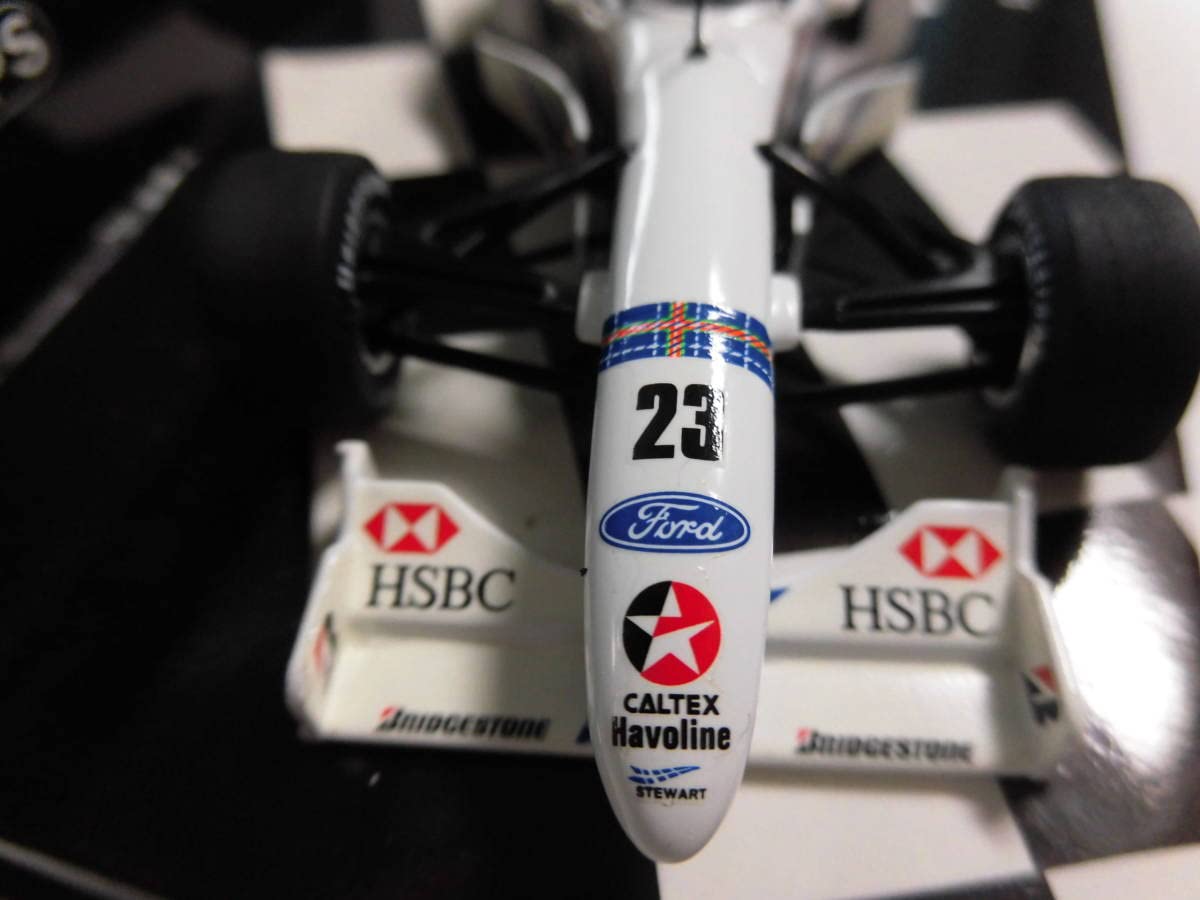 23
Ford
HSBC
HSBC
CALTEX
Havoline
BRIDGESTONE
BRIDGESTONE
STEWART